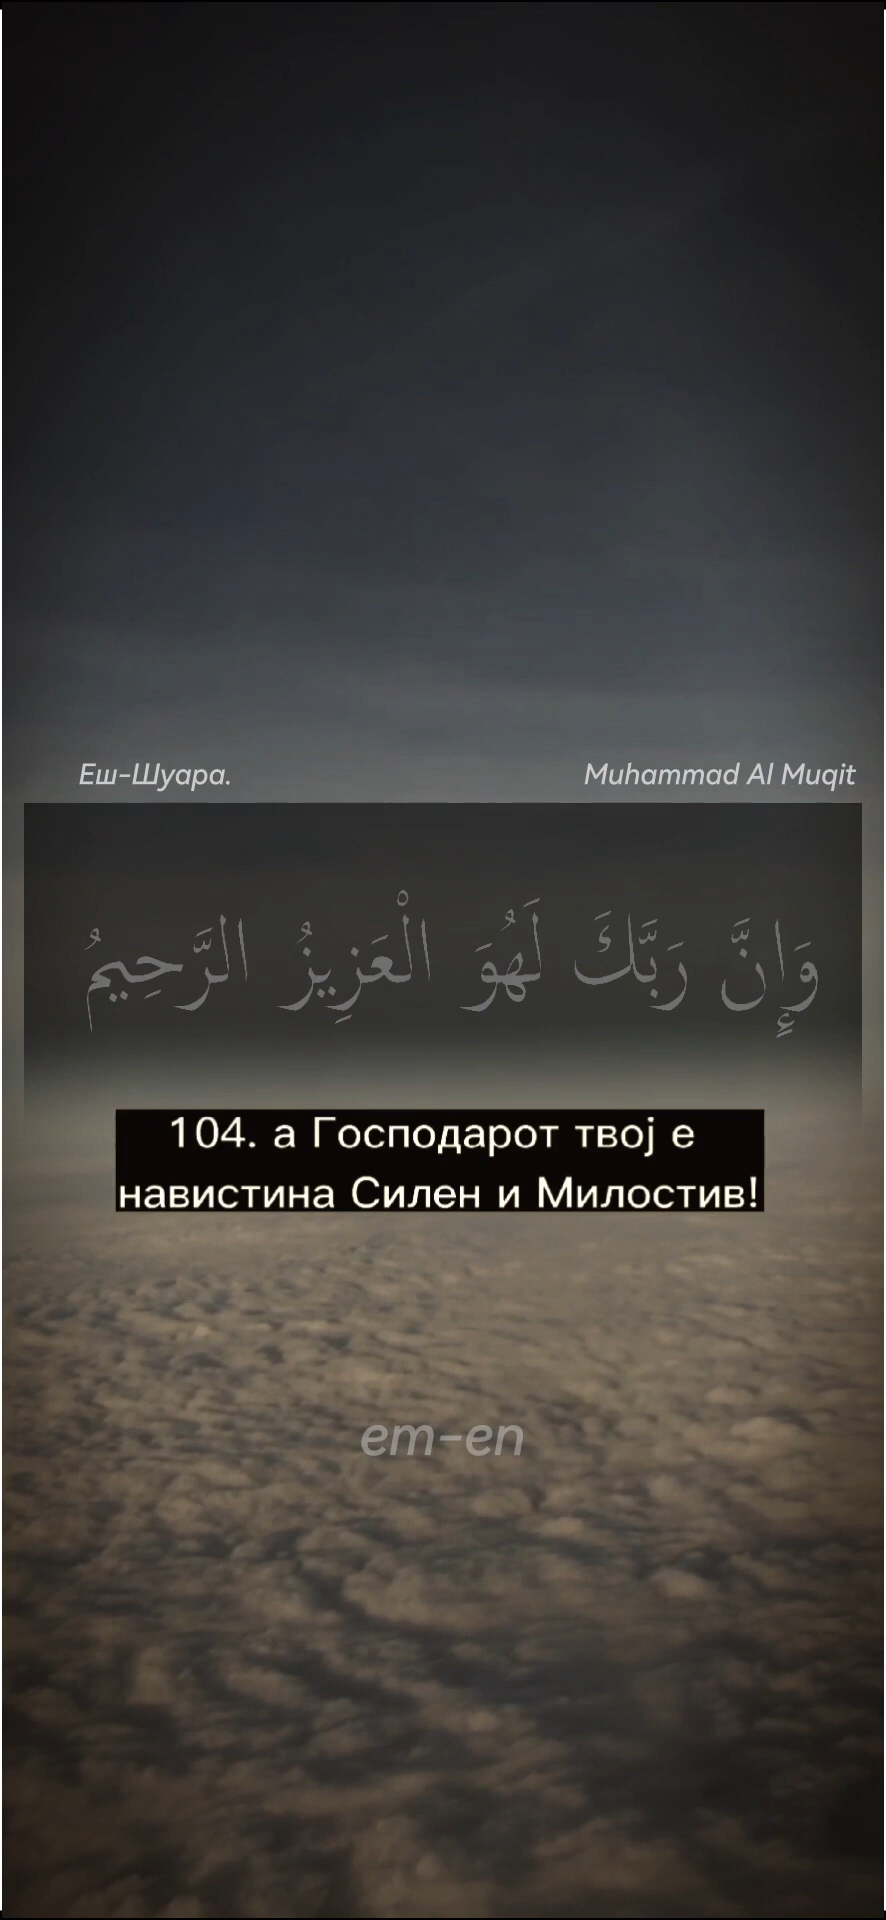 Еш-Шуара.
Muhammad Al Muqit
وَإِنَّ رَبَّكَ لَهُوَ الْعَزِيزُ الرَّحِيمُ
104. а Господарот твој е
навистина Силен и Милостив!
em-en